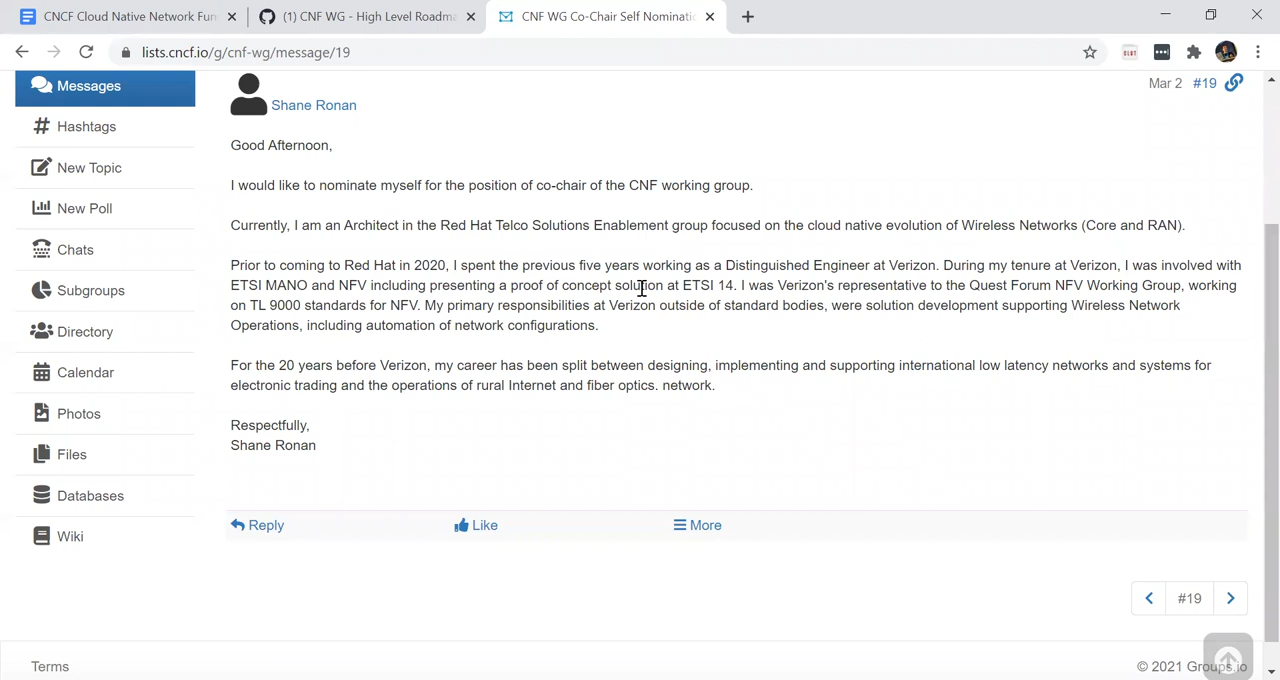 CNCF Cloud Native Network Fun
(1) CNF WG - High Level Roadma
CNF WG Co-Chair Self Nominatio
lists.cncf.io/g/cnf-wg/message/19
Messages
Hashtags
New Topic
New Poll
Chats
Subgroups
Directory
Calendar
Photos
Files
Databases
Wiki
Shane Ronan
Mar 2 #19
Good Afternoon,
I would like to nominate myself for the position of co-chair of the CNF working group.
Currently, I am an Architect in the Red Hat Telco Solutions Enablement group focused on the cloud native evolution of Wireless Networks (Core and RAN).
Prior to coming to Red Hat in 2020, I spent the previous five years working as a Distinguished Engineer at Verizon. During my tenure at Verizon, I was involved with
ETSI MANO and NFV including presenting a proof of concept solution at ETSI 14. I was Verizon's representative to the Quest Forum NFV Working Group, working
on TL 9000 standards for NFV. My primary responsibilities at Verizon outside of standard bodies, were solution development supporting Wireless Network
Operations, including automation of network configurations.
For the 20 years before Verizon, my career has been split between designing, implementing and supporting international low latency networks and systems for
electronic trading and the operations of rural Internet and fiber optics. network.
Respectfully,
Shane Ronan
Reply Like More
#19
Terms
© 2021 Groups.io